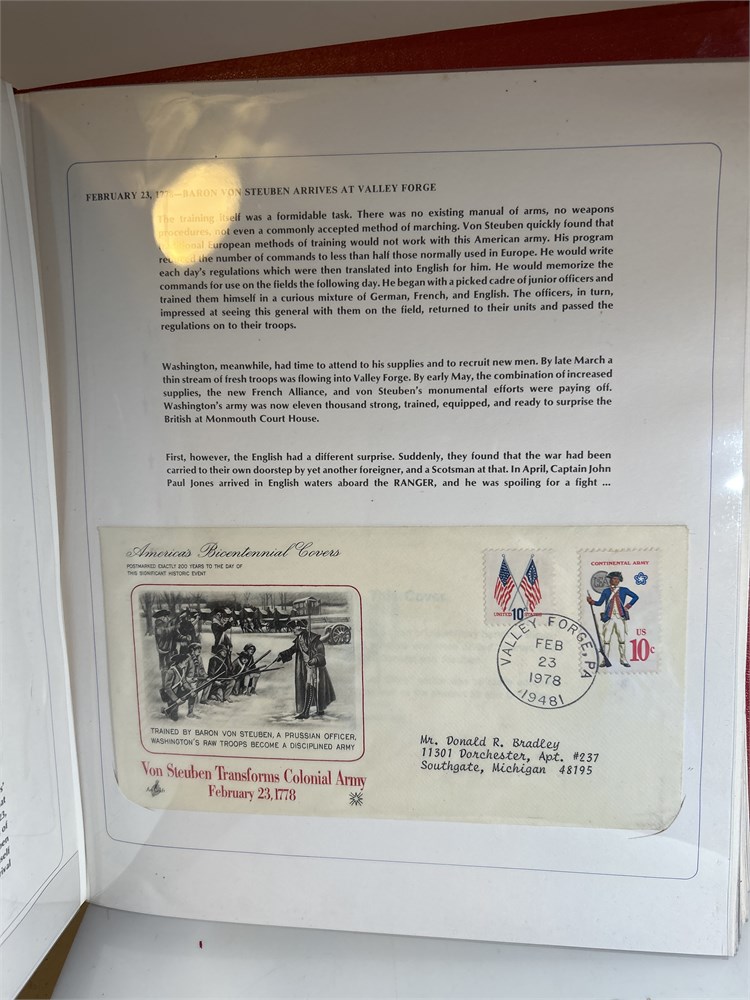 FEBRUARY 23, 1778—BARON VON STEUBEN ARRIVES AT VALLEY FORGE
The training itself was a formidable task. There was no existing manual of arms, no weapons
procedures, not even a commonly accepted method of marching. Von Steuben quickly found that
European methods of training would not work with this American army. His program
the number of commands to less than half those normally used in Europe. He would write
each day's regulations which were then translated into English for him. He would memorize the
commands for use on the fields the following day. He began with a picked cadre of junior officers and
trained them himself in a curious mixture of German, French, and English. The officers, in turn,
impressed at seeing this general with them on the field, returned to their units and passed the
regulations on to their troops.
Washington, meanwhile, had time to attend to his supplies and to recruit new men. By late March a
thin stream of fresh troops was flowing into Valley Forge. By early May, the combination of increased
supplies, the new French Alliance, and von Steuben's monumental efforts were paying off.
Washington's army was now eleven thousand strong, trained, equipped, and ready to surprise the
British at Monmouth Court House.
First, however, the English had a different surprise. Suddenly, they found that the war had been
carried to their own doorstep by yet another foreigner, and a Scotsman at that. In April, Captain John
Paul Jones arrived in English waters aboard the RANGER, and he was spoiling for a fight ...
America's Bicentennial Covers
POSTMARKED EXACTLY 200 YEARS TO THE DAY OF
THIS SIGNIFICANT HISTORIC EVENT
UNITED 10c STATES
CONTINENTAL ARMY
US
10c
VALLEY FORGE, PA
FEB
23
1978
19481
TRAINED BY BARON VON STEUBEN, A PRUSSIAN OFFICER,
WASHINGTON'S RAW TROOPS BECOME A DISCIPLINED ARMY
Von Steuben Transforms Colonial Army
February 23, 1778
Mr. Donald R. Bradley
11301 Dorchester, Apt. #237
Southgate, Michigan 48195